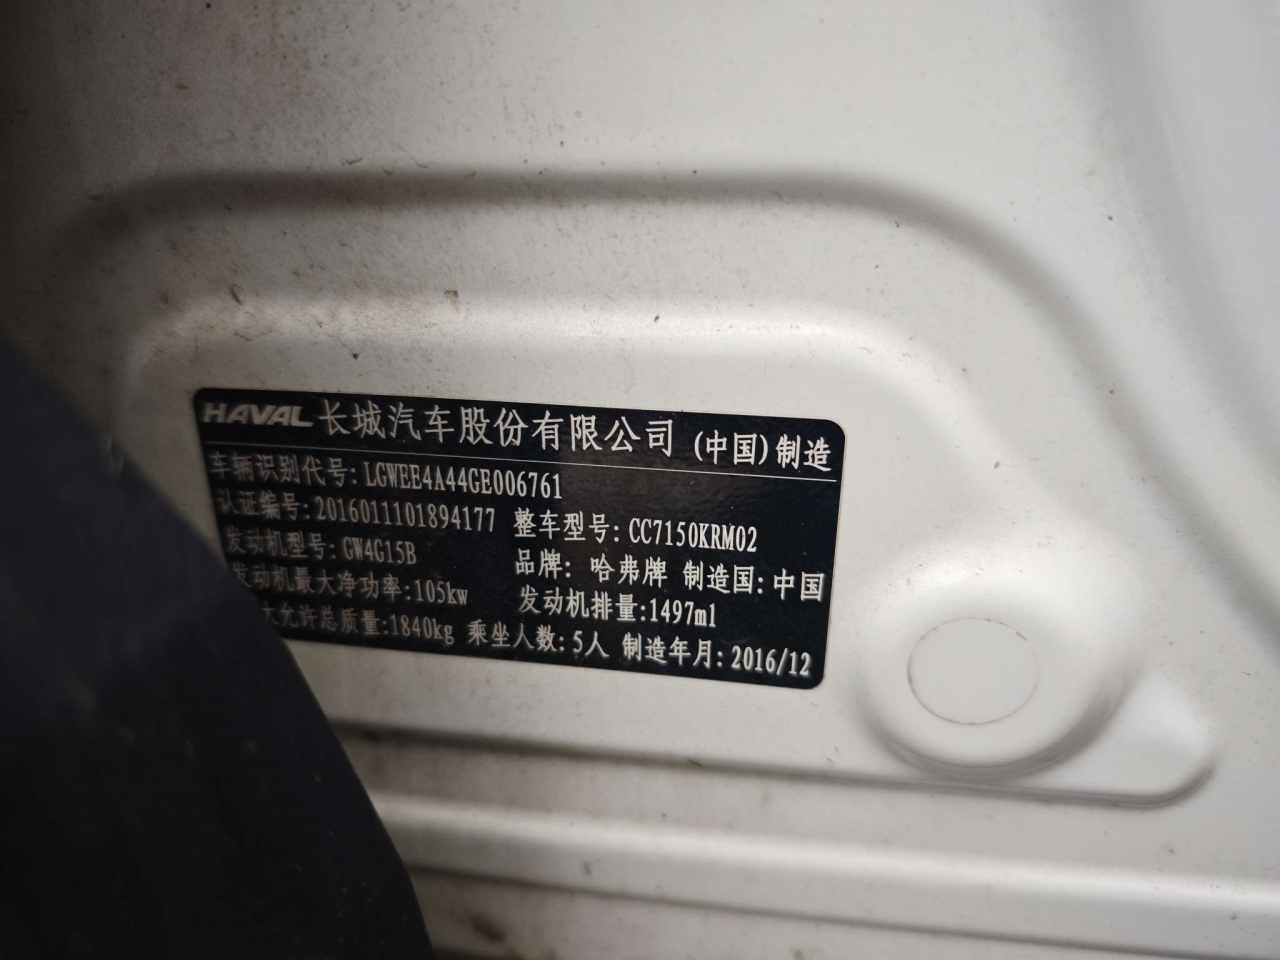 HAVAL 长城汽车股份有限公司 (中国)制造
车辆识别代号:LGWEE4A44GE006761
认证编号:2016011101894177 整车型号:CC7150KRM02
发动机型号:GW4G15B 品牌:哈弗牌 制造国:中国
发动机最大净功率:105kw 发动机排量:1497ml
大允许总质量:1840kg 乘坐人数:5人 制造年月:2016/12